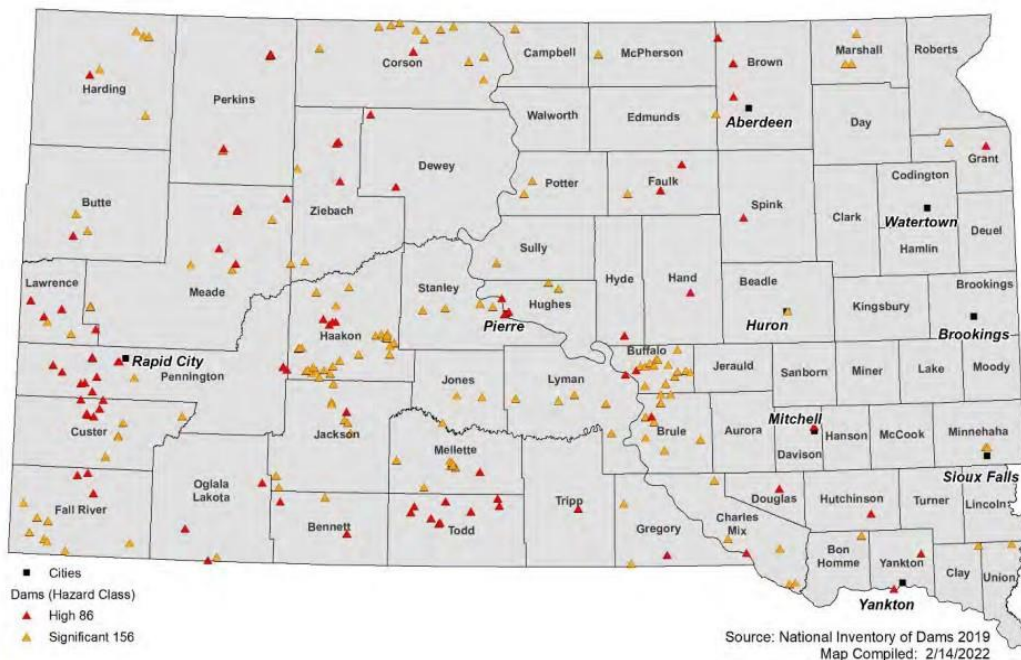 Campbell
McPherson
Brown
Marshall
Roberts
Harding
Perkins
Corson
Walworth
Edmunds
Aberdeen
Day
Grant
Codington
Dewey
Butte
Ziebach
Potter
Faulk
Spink
Clark
Watertown
Deuel
Hamlin
Sully
Hyde
Hand
Beadle
Kingsbury
Brookings
Lawrence
Meade
Stanley
Hughes
Huron
Brookings
Haakon
Pierre
Rapid City
Pennington
Buffalo
Jerauld
Sanborn
Miner
Lake
Moody
Jones
Lyman
Custer
Jackson
Brule
Aurora
Mitchell
Davison
Hanson
McCook
Minnehaha
Mellette
Sioux Falls
Fall River
Oglala
Lakota
Bennett
Todd
Tripp
Gregory
Charles
Mix
Douglas
Hutchinson
Turner
Lincoln
Bon
Homme
Yankton
Clay
Union
Yankton
Cities
Dams (Hazard Class)
High 86
Significant 156
Source: National Inventory of Dams 2019
Map Compiled: 2/14/2022